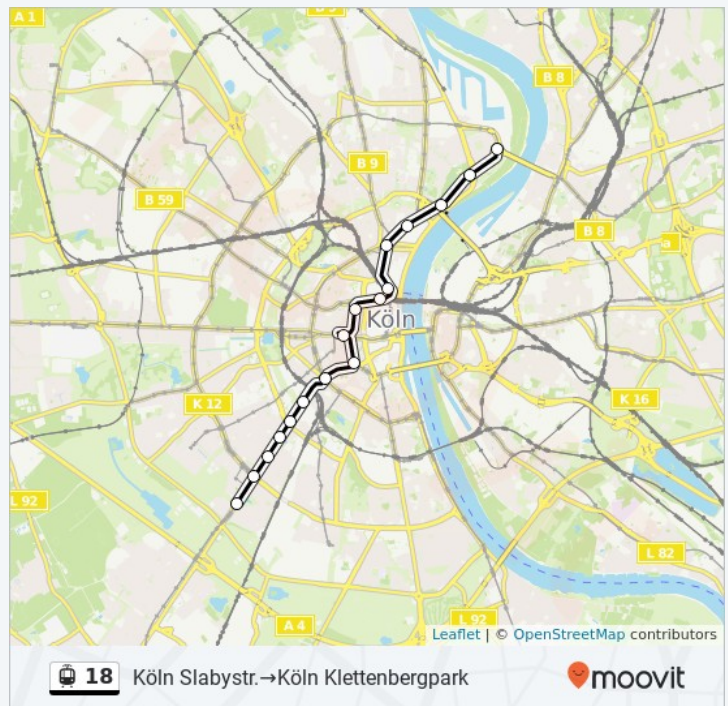 A 1
B 8
B 9
B 59
B 8
Köln
K 12
K 16
L 92
L 82
A 4
L 92
Leaflet | © OpenStreetMap contributors
18 Köln Slabystr.→Köln Klettenbergpark
moovit